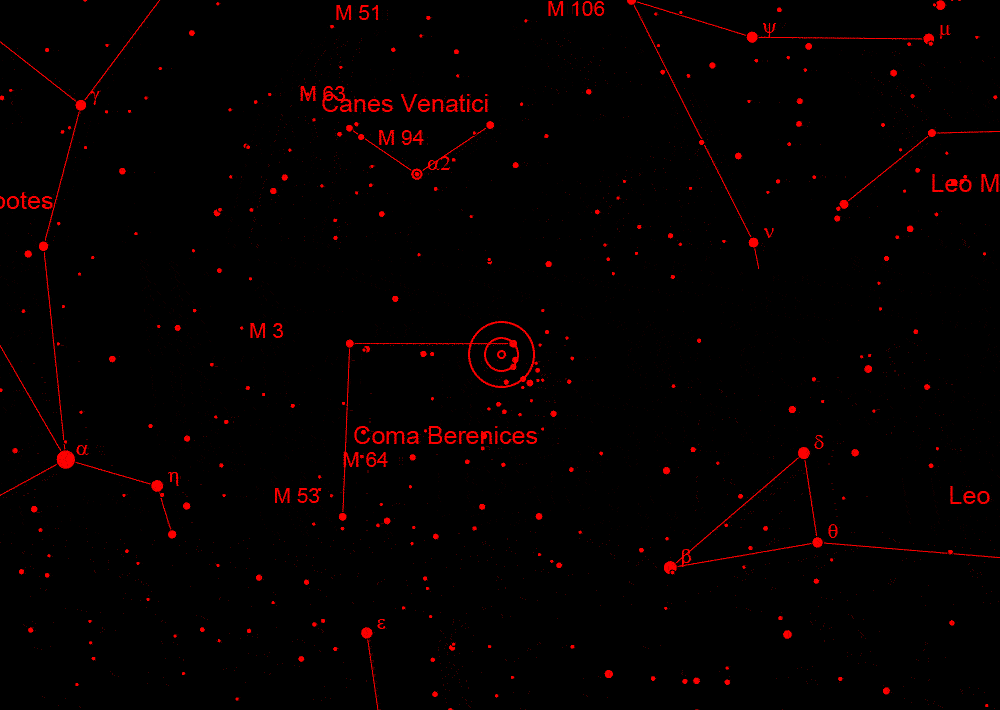 M 51
M 106
ψ
μ
γ
M 63
Canes Venatici
M 94
α2
Leo M
ootes
ν
M 3
α
Coma Berenices
δ
M 64
η
M 53
Leo
θ
β
ε